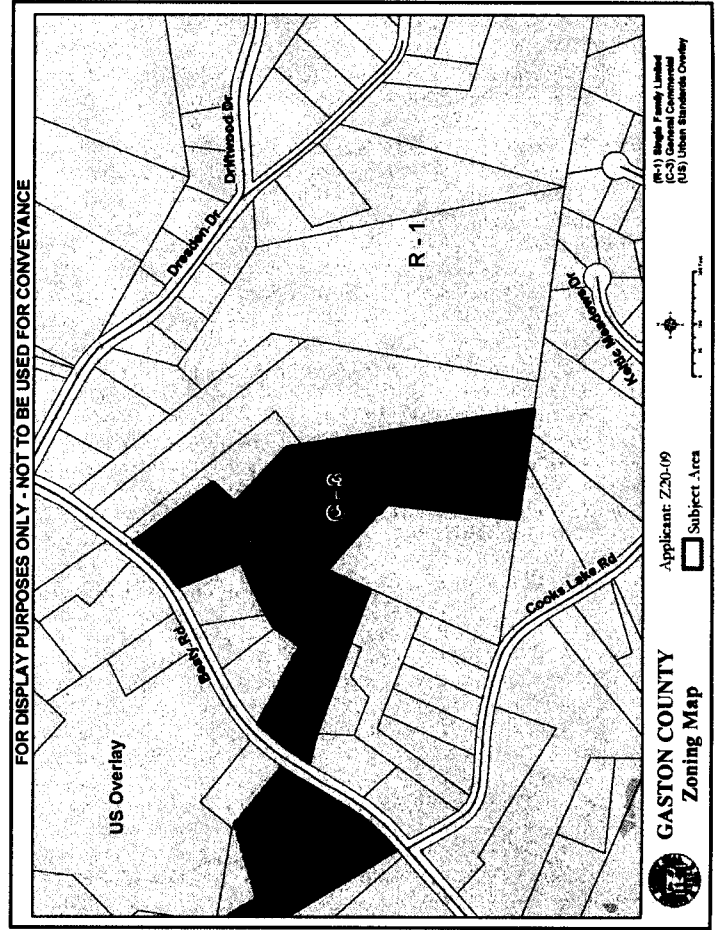 FOR DISPLAY PURPOSES ONLY - NOT TO BE USED FOR CONVEYANCE
US Overlay
Beaty Rd
Dresden Dr
Driftwood Dr
C - 3
R - 1
Cooks Lake Rd
GASTON COUNTY
Zoning Map
Applicant: Z20-09
Subject Area
(R-1) Single Family Limited
(C-3) General Commercial
(US) Urban Standards Overlay